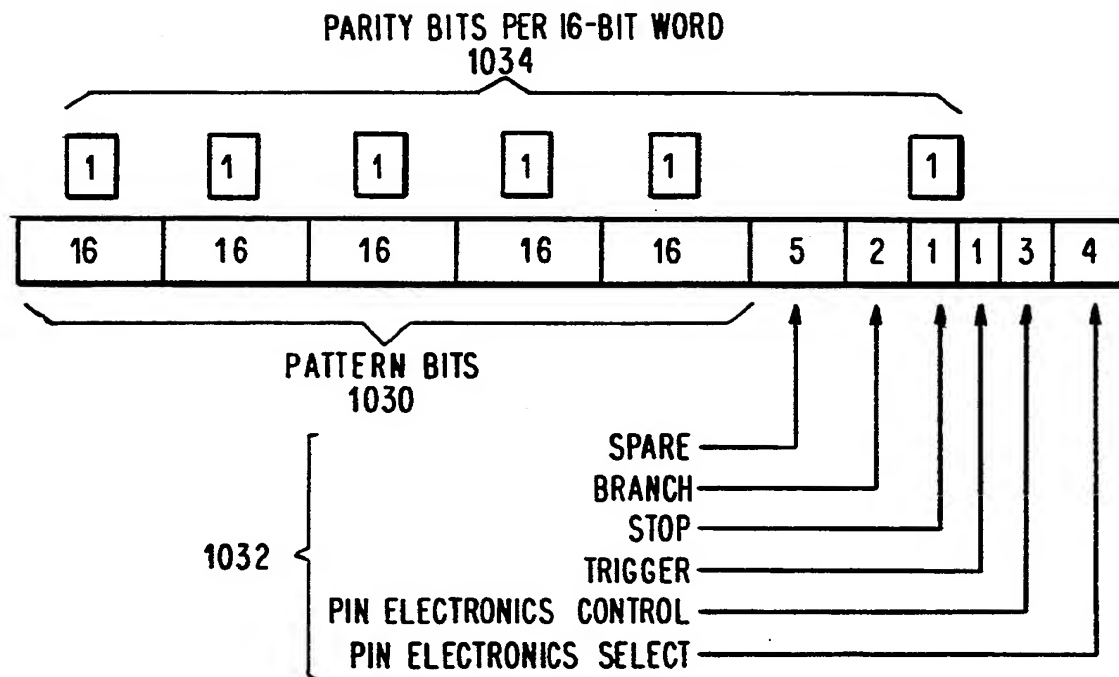 PARITY BITS PER 16-BIT WORD
1034
1 1 1 1 1 1
16 16 16 16 16 5 2 1 1 3 4
PATTERN BITS
1030
SPARE
BRANCH
STOP
1032
TRIGGER
PIN ELECTRONICS CONTROL
PIN ELECTRONICS SELECT